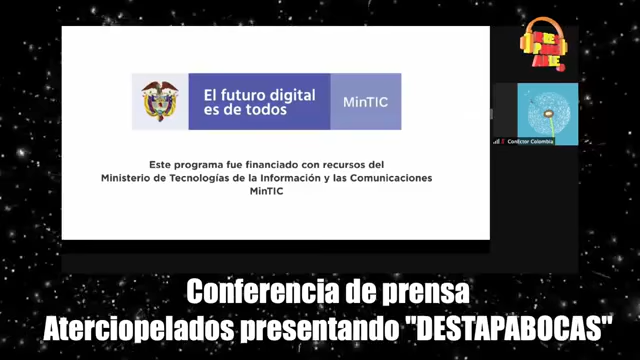 El futuro digital
es de todos
MinTIC
Este programa fue financiado con recursos del
Ministerio de Tecnologías de la Información y las Comunicaciones
MinTIC
Conector Colombia
Conferencia de prensa
Aterciopelados presentando "DESTAPABOCAS"